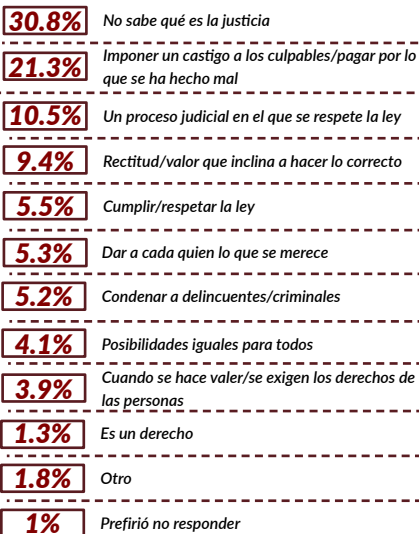 30.8% No sabe qué es la justicia
21.3% Imponer un castigo a los culpables/pagar por lo
que se ha hecho mal
10.5% Un proceso judicial en el que se respete la ley
9.4% Rectitud/valor que inclina a hacer lo correcto
5.5% Cumplir/respetar la ley
5.3% Dar a cada quien lo que se merece
5.2% Condenar a delincuentes/criminales
4.1% Posibilidades iguales para todos
3.9% Cuando se hace valer/se exigen los derechos de
las personas
1.3% Es un derecho
1.8% Otro
1% Prefirió no responder